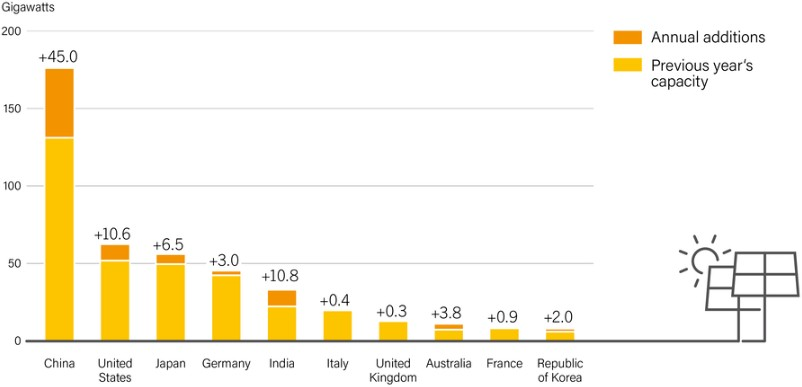 Gigawatts
200
150
100
50
0
+45.0
+10.6
+6.5
+3.0
+10.8
+0.4
+0.3
+3.8
+0.9
+2.0
China
United
States
Japan
Germany
India
Italy
United
Kingdom
Australia
France
Republic
of Korea
Annual additions
Previous year's
capacity